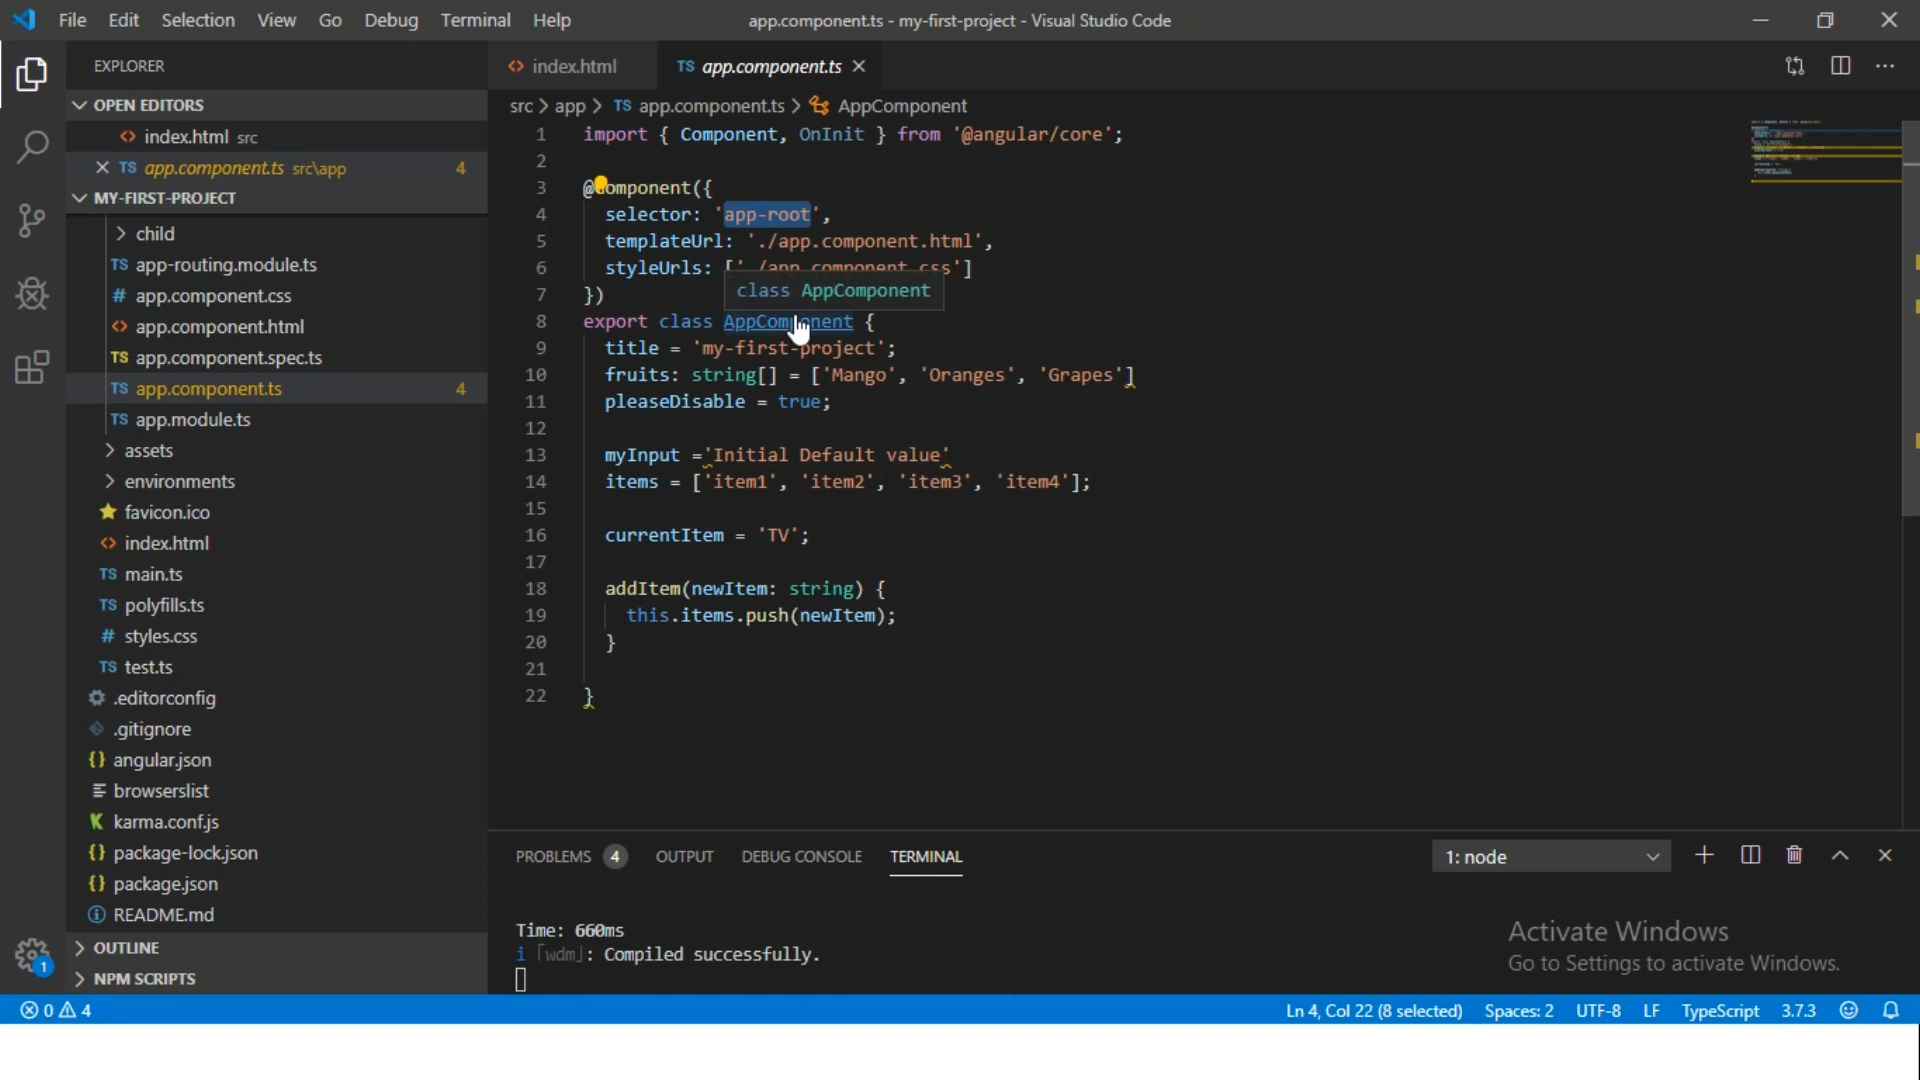 File Edit Selection View Go Debug Terminal Help app.component.ts - my-first-project - Visual Studio Code
EXPLORER
OPEN EDITORS
index.html src
TS app.component.ts src\app 4
MY-FIRST-PROJECT
child
TS app-routing.module.ts
# app.component.css
<> app.component.html
TS app.component.spec.ts
TS app.component.ts 4
TS app.module.ts
assets
environments
favicon.ico
<> index.html
TS main.ts
TS polyfills.ts
# styles.css
TS test.ts
.editorconfig
.gitignore
{} angular.json
browserslist
K karma.conf.js
{} package-lock.json
{} package.json
README.md
OUTLINE
NPM SCRIPTS
1
<> index.html TS app.component.ts
src > app > TS app.component.ts > AppComponent
1 import { Component, OnInit } from '@angular/core';
2
3 @Component({
4 selector: 'app-root',
5 templateUrl: './app.component.html',
6 styleUrls: ['./app.component.css']
class AppComponent
7 })
8 export class AppComponent {
9 title = 'my-first-project';
10 fruits: string[] = ['Mango', 'Oranges', 'Grapes']
11 pleaseDisable = true;
12
13 myInput ='Initial Default value'
14 items = ['item1', 'item2', 'item3', 'item4'];
15
16 currentItem = 'TV';
17
18 addItem(newItem: string) {
19 this.items.push(newItem);
20 }
21
22 }
PROBLEMS 4 OUTPUT DEBUG CONSOLE TERMINAL 1: node
Time: 660ms
i ｢wdm｣: Compiled successfully.
Activate Windows
Go to Settings to activate Windows.
0 4 Ln 4, Col 22 (8 selected) Spaces: 2 UTF-8 LF TypeScript 3.7.3